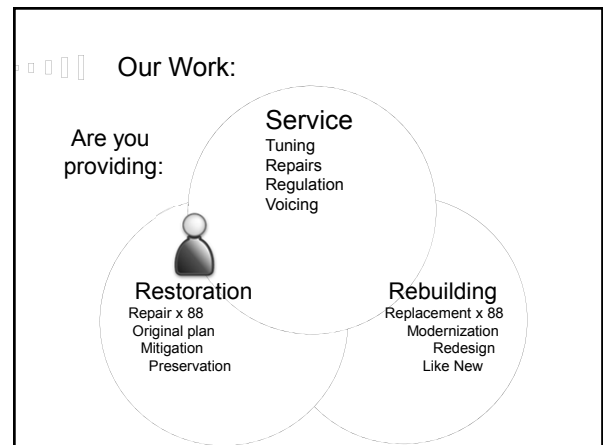 Our Work:
Are you
providing:
Service
Tuning
Repairs
Regulation
Voicing
Restoration
Repair x 88
Original plan
Mitigation
Preservation
Rebuilding
Replacement x 88
Modernization
Redesign
Like New